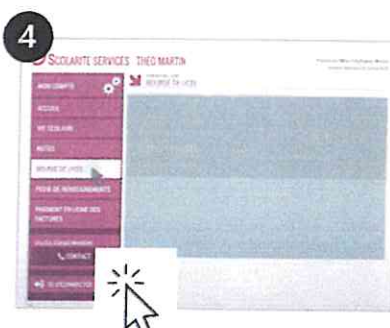 4
SCOLARITE SERVICES THEO MARTIN
BOURSE DE LYCEE
MON COMPTE
ACCUEIL
VIE SCOLAIRE
NOTES
BOURSE DE LYCEE
FICHE DE RENSEIGNEMENTS
PAIEMENT EN LIGNE DES
FACTURES
CONTACT
SE DECONNECTER